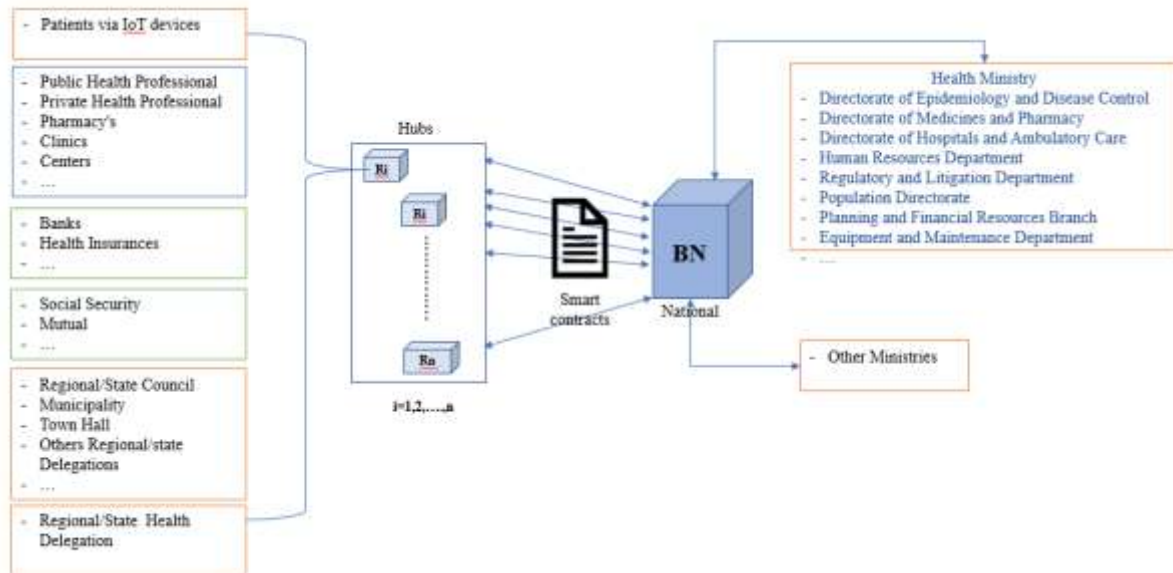 - Patients via IoT devices
- Public Health Professional
- Private Health Professional
- Pharmacy's
- Clinics
- Centers
- ...
- Banks
- Health Insurances
- ...
- Social Security
- Mutual
- ...
- Regional/State Council
- Municipality
- Town Hall
- Others Regional/state
Delegations
- ...
- Regional/State Health
Delegation
Hubs
Ri
Ri
Rn
i=1,2,....,n
Smart
contracts
BN
National
Health Ministry
- Directorate of Epidemiology and Disease Control
- Directorate of Medicines and Pharmacy
- Directorate of Hospitals and Ambulatory Care
- Human Resources Department
- Regulatory and Litigation Department
- Population Directorate
- Planning and Financial Resources Branch
- Equipment and Maintenance Department
- ....
- Other Ministries